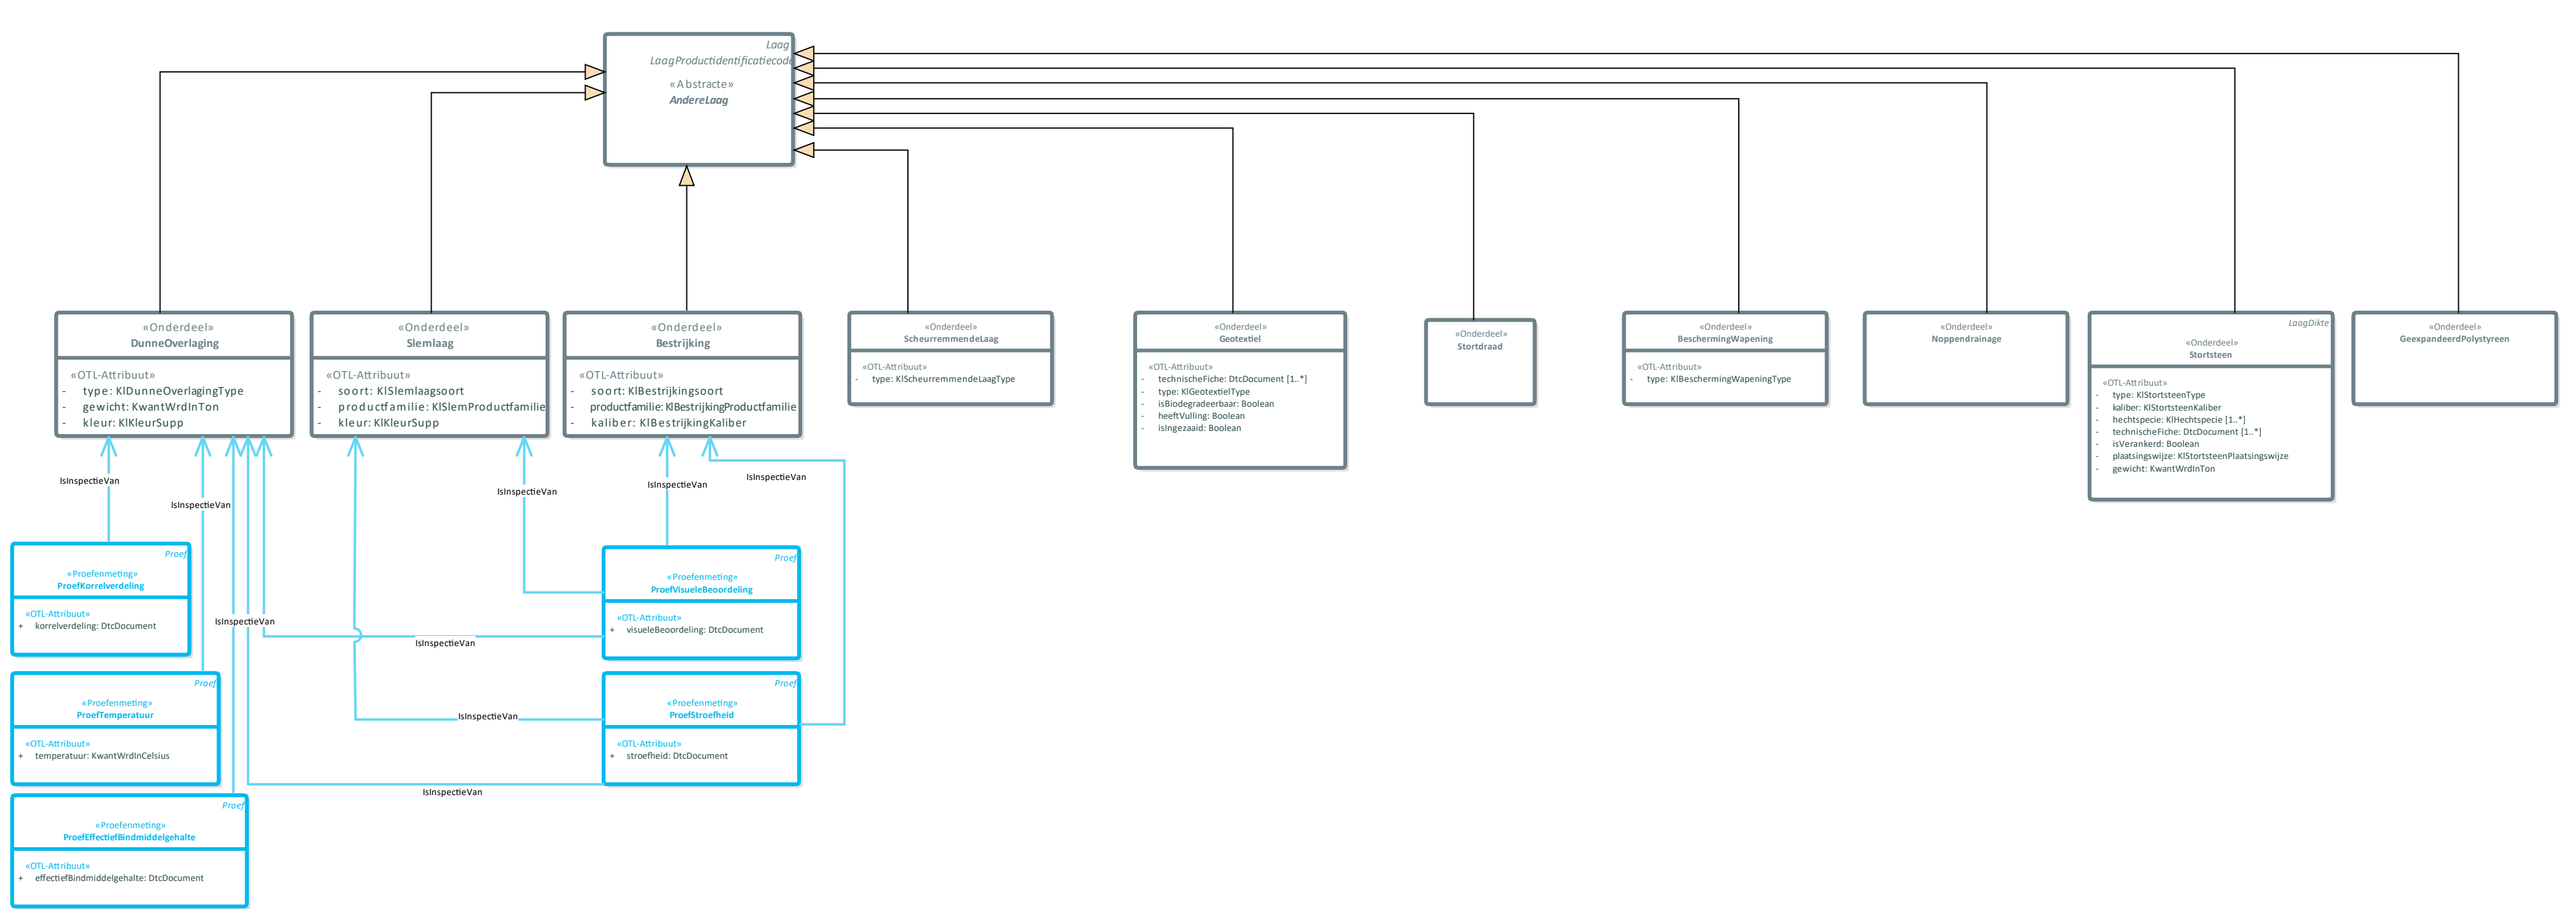 Laag
LaagProductidentificatiecode
«Abstracte»
AndereLaag
«Onderdeel»
DunneOverlaging
«OTL-Attribuut»
- type: KlDunneOverlagingType
- gewicht: KwantWrdInTon
- kleur: KlKleurSupp
«Onderdeel»
Slemlaag
«OTL-Attribuut»
- soort: KlSlemlaagsoort
- productfamilie: KlSlemProductfamilie
- kleur: KlKleurSupp
«Onderdeel»
Bestrijking
«OTL-Attribuut»
- soort: KlBestrijkingsoort
- productfamilie: KlBestrijkingProductfamilie
- kaliber: KlBestrijkingKaliber
«Onderdeel»
ScheurremmendeLaag
«OTL-Attribuut»
- type: KlScheurremmendeLaagType
«Onderdeel»
Geotextiel
«OTL-Attribuut»
- technischeFiche: DtcDocument [1..*]
- type: KlGeotextielType
- isBiodegradeerbaar: Boolean
- heeftVulling: Boolean
- isIngezaaid: Boolean
«Onderdeel»
Stortdraad
«Onderdeel»
BeschermingWapening
«OTL-Attribuut»
- type: KlBeschermingWapeningType
«Onderdeel»
Noppendrainage
LaagDikte
«Onderdeel»
Stortsteen
«OTL-Attribuut»
- type: KlStortsteenType
- kaliber: KlStortsteenKaliber
- hechtspecie: KlHechtspecie [1..*]
- technischeFiche: DtcDocument [1..*]
- isVerankerd: Boolean
- plaatsingswijze: KlStortsteenPlaatsingswijze
- gewicht: KwantWrdInTon
«Onderdeel»
GeexpandeerdPolystyreen
IsInspectieVan
IsInspectieVan
IsInspectieVan
IsInspectieVan
IsInspectieVan
IsInspectieVan
IsInspectieVan
IsInspectieVan
IsInspectieVan
Proef
«Proefenmeting»
ProefKorrelverdeling
«OTL-Attribuut»
+ korrelverdeling: DtcDocument
Proef
«Proefenmeting»
ProefVisueleBeoordeling
«OTL-Attribuut»
+ visueleBeoordeling: DtcDocument
Proef
«Proefenmeting»
ProefTemperatuur
«OTL-Attribuut»
+ temperatuur: KwantWrdInCelsius
Proef
«Proefenmeting»
ProefStroefheid
«OTL-Attribuut»
+ stroefheid: DtcDocument
Proef
«Proefenmeting»
ProefEffectiefBindmiddelgehalte
«OTL-Attribuut»
+ effectiefBindmiddelgehalte: DtcDocument